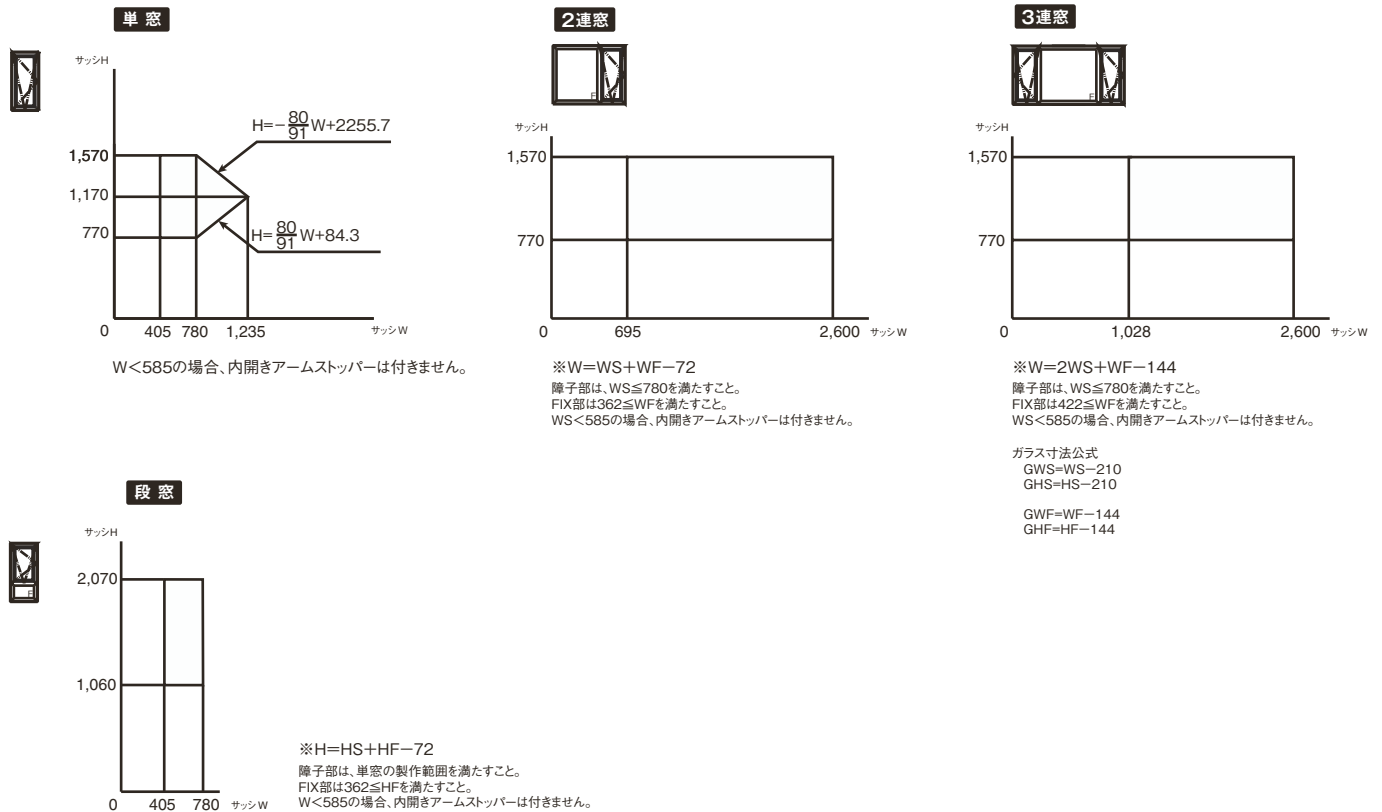 単 窓
サッシH
1,570
1,170
770
H=−80/91W+2255.7
H=80/91W+84.3
0 405 780 1,235 サッシW
W<585の場合、内開きアームストッパーは付きません。
2連窓
F
サッシH
1,570
770
0 695 2,600 サッシW
※W=WS+WF−72
障子部は、WS≦780を満たすこと。
FIX部は362≦WFを満たすこと。
WS<585の場合、内開きアームストッパーは付きません。
3連窓
F
サッシH
1,570
770
0 1,028 2,600 サッシW
※W=2WS+WF−144
障子部は、WS≦780を満たすこと。
FIX部は422≦WFを満たすこと。
WS<585の場合、内開きアームストッパーは付きません。
ガラス寸法公式
GWS=WS−210
GHS=HS−210
GWF=WF−144
GHF=HF−144
段 窓
F
サッシH
2,070
1,060
0 405 780 サッシW
※H=HS+HF−72
障子部は、単窓の製作範囲を満たすこと。
FIX部は362≦HFを満たすこと。
W<585の場合、内開きアームストッパーは付きません。